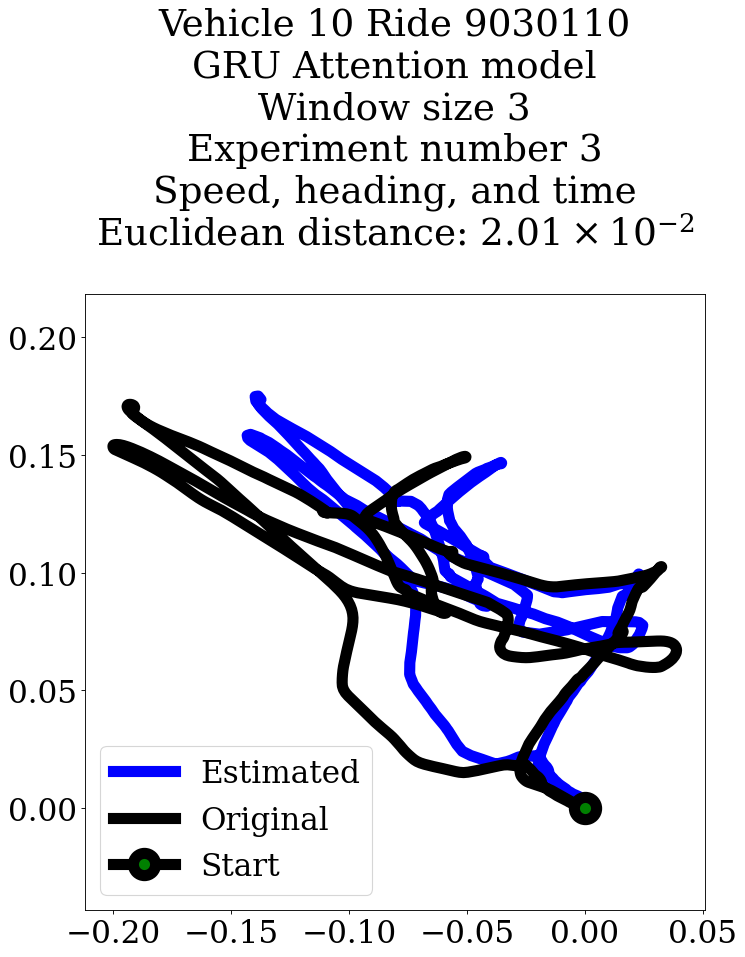 Vehicle 10 Ride 9030110
GRU Attention model
Window size 3
Experiment number 3
Speed, heading, and time
Euclidean distance: 2.01 × 10⁻²
0.20
0.15
0.10
0.05
0.00
Estimated
Original
Start
−0.20 −0.15 −0.10 −0.05 0.00 0.05